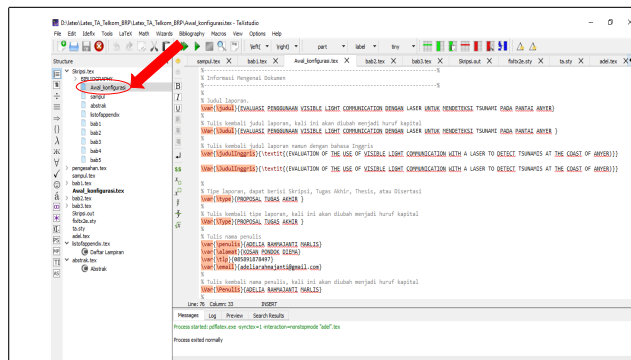 D:\latex\Latex_TA_Telkom_BRP\Latex_TA_Telkom_BRP\Awal_konfigurasi.tex - TeXstudio
File Edit Idefix Tools LaTeX Math Wizards Bibliography Macros View Options Help
\left( \right) part label tiny
Structure
Skripsi.tex
BIBLIOGRAPHY
Awal_konfigurasi
sampul
abstrak
listofappendix
bab1
bab2
bab3
bab4
bab5
pengesahan.tex
sampul.tex
bab1.tex
Awal_konfigurasi.tex
bab2.tex
bab3.tex
Skripsi.out
fixltx2e.sty
ta.sty
adel.tex
listofappendix.tex
Daftar Lampiran
abstrak.tex
Abstrak
sampul.tex bab1.tex Awal_konfigurasi.tex bab2.tex bab3.tex Skripsi.out fixltx2e.sty ta.sty adel.tex
%-----------------------------------------------------------------------------%
% Informasi Mengenai Dokumen
%-----------------------------------------------------------------------------%
%
% Judul laporan.
\var{\judul}{EVALUASI PENGGUNAAN VISIBLE LIGHT COMMUNICATION DENGAN LASER UNTUK MENDETEKSI TSUNAMI PADA PANTAI ANYER}
%
% Tulis kembali judul laporan, kali ini akan diubah menjadi huruf kapital
\Var{\Judul}{EVALUASI PENGGUNAAN VISIBLE LIGHT COMMUNICATION DENGAN LASER UNTUK MENDETEKSI TSUNAMI PADA PANTAI ANYER }
%
% Tulis kembali judul laporan namun dengan bahasa Inggris
\var{\judulInggris}{\textit{(EVALUATION OF THE USE OF VISIBLE LIGHT COMMUNICATION WITH A LASER TO DETECT TSUNAMIS AT THE COAST OF ANYER)}}
\Var{\JudulInggris}{\textit{(EVALUATION OF THE USE OF VISIBLE LIGHT COMMUNICATION WITH A LASER TO DETECT TSUNAMIS AT THE COAST OF ANYER)}}
%
% Tipe laporan, dapat berisi Skripsi, Tugas Akhir, Thesis, atau Disertasi
\var{\type}{PROPOSAL TUGAS AKHIR }
%
% Tulis kembali tipe laporan, kali ini akan diubah menjadi huruf kapital
\Var{\Type}{PROPOSAL TUGAS AKHIR }
%
% Tulis nama penulis
\var{\penulis}{ADELIA RAHMAJANTI MARLIS}
\var{\alamat}{KOSAN PONDOK DIEMA}
\var{\tlp}{085891878497}
\var{\email}{adeliarahmajanti@gmail.com}
%
% Tulis kembali nama penulis, kali ini akan diubah menjadi huruf kapital
\Var{\Penulis}{ADELIA RAHMAJANTI MARLIS}
%
Line: 76 Column: 33 INSERT
Messages Log Preview Search Results
Process started: pdflatex.exe -synctex=1 -interaction=nonstopmode "adel".tex
Process exited normally